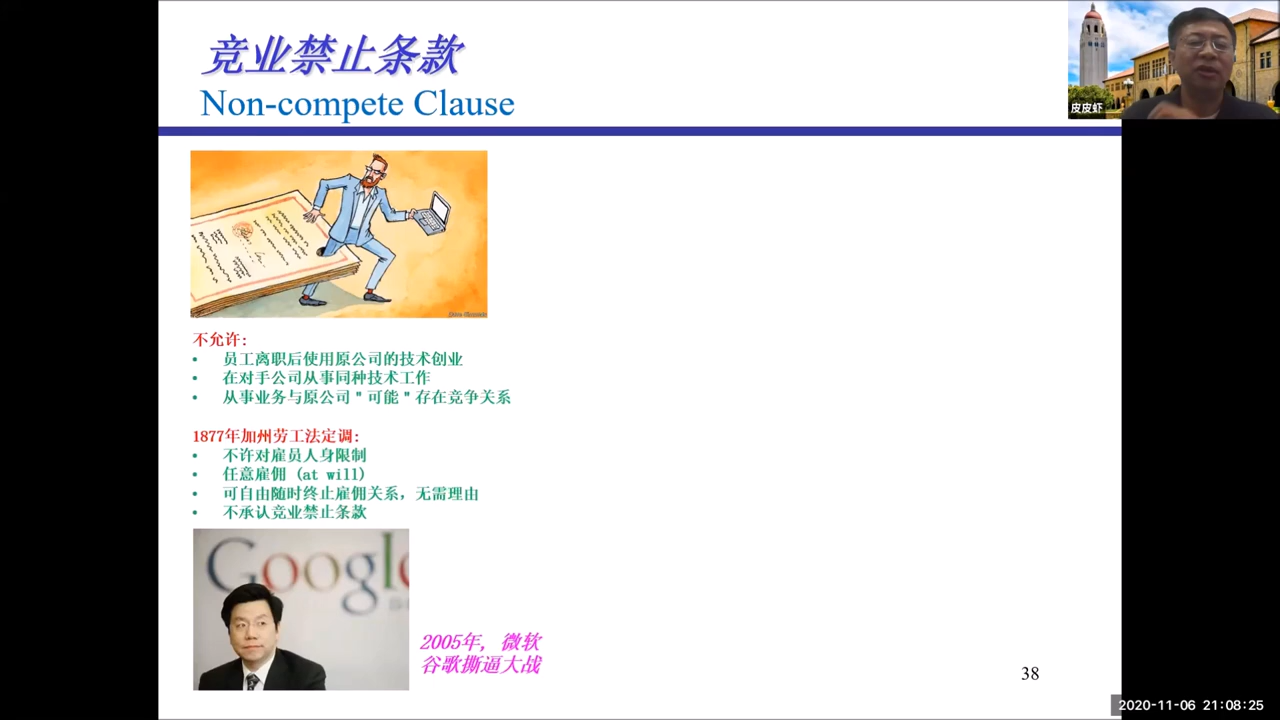 竞业禁止条款
Non-compete Clause
皮皮虾
不允许:
• 员工离职后使用原公司的技术创业
• 在对手公司从事同种技术工作
• 从事业务与原公司"可能"存在竞争关系
1877年加州劳工法定调:
• 不许对雇员人身限制
• 任意雇佣 (at will)
• 可自由随时终止雇佣关系，无需理由
• 不承认竞业禁止条款
Google
2005年, 微软
谷歌撕逼大战
38
2020-11-06 21:08:25